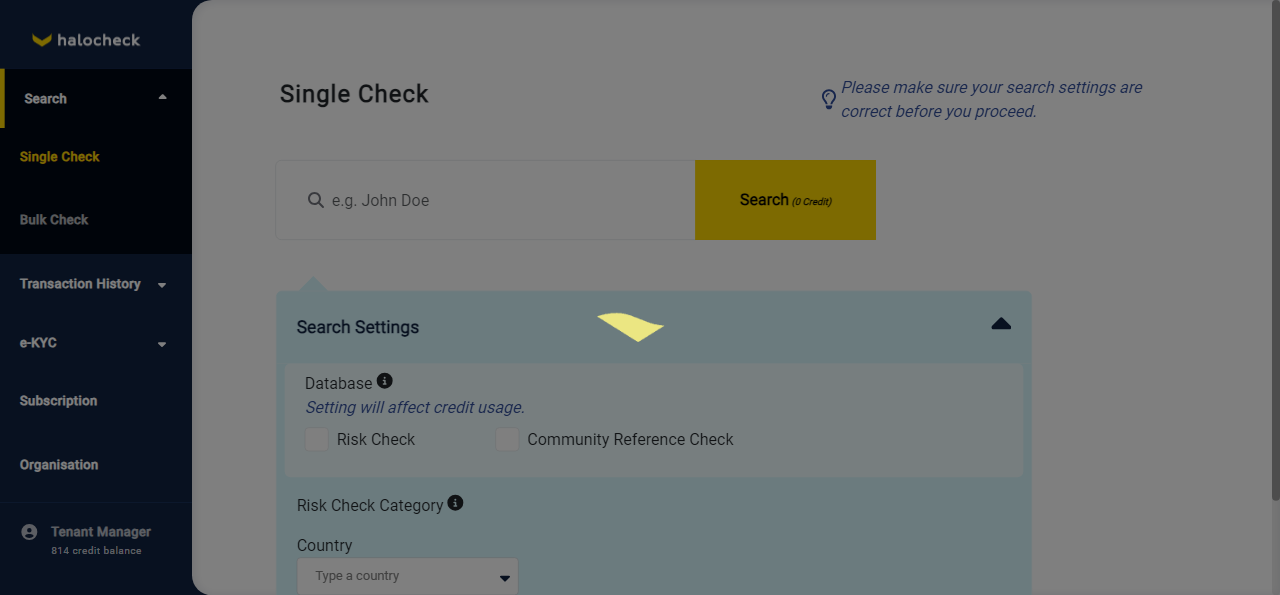 halocheck
Search
Single Check
Bulk Check
Transaction History
e-KYC
Subscription
Organisation
Tenant Manager
814 credit balance
Single Check
Please make sure your search settings are
correct before you proceed.
e.g. John Doe
Search (0 Credit)
Search Settings
Database
Setting will affect credit usage.
Risk Check
Community Reference Check
Risk Check Category
Country
Type a country